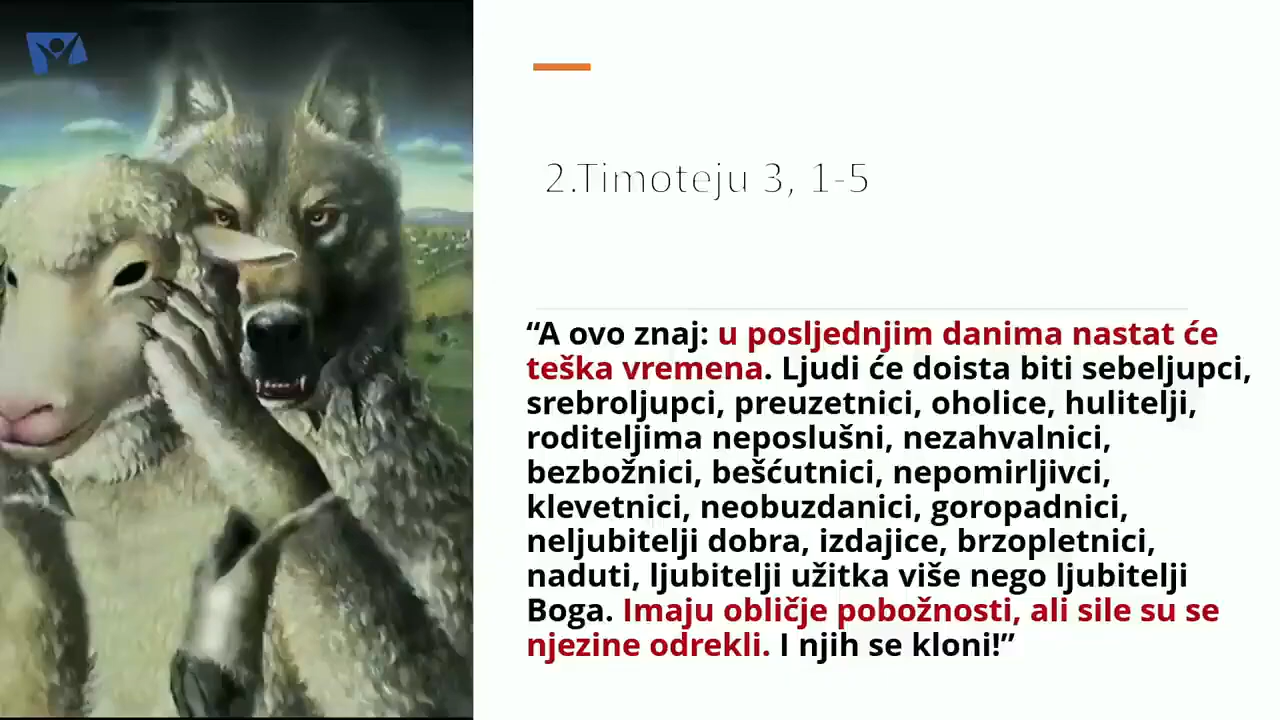 2.Timoteju 3, 1-5
“A ovo znaj: u posljednjim danima nastat će
teška vremena. Ljudi će doista biti sebeljupci,
srebroljupci, preuzetnici, oholice, hulitelji,
roditeljima neposlušni, nezahvalnici,
bezbožnici, bešćutnici, nepomirljivci,
klevetnici, neobuzdanici, goropadnici,
neljubitelji dobra, izdajice, brzopletnici,
naduti, ljubitelji užitka više nego ljubitelji
Boga. Imaju obličje pobožnosti, ali sile su se
njezine odrekli. I njih se kloni!”